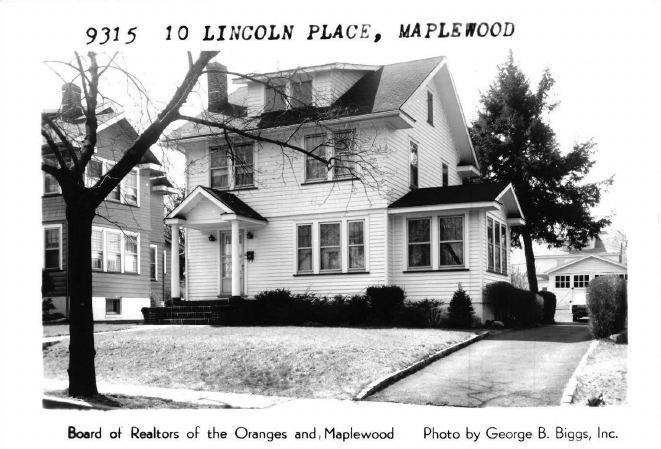 9315 10 LINCOLN PLACE, MAPLEWOOD
Board of Realtors of the Oranges and, Maplewood Photo by George B. Biggs, Inc.